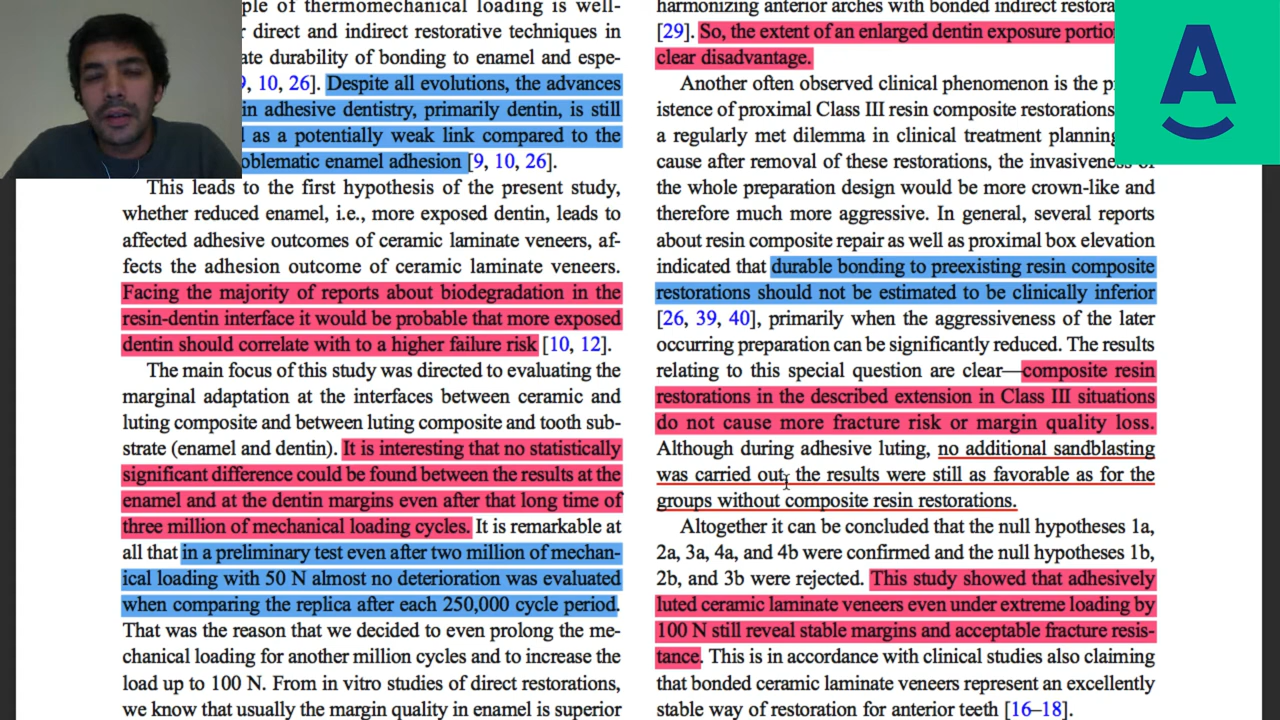 ple of thermomechanical loading is well-
direct and indirect restorative techniques in
ate durability of bonding to enamel and espe-
, 10, 26]. Despite all evolutions, the advances
in adhesive dentistry, primarily dentin, is still
as a potentially weak link compared to the
oblematic enamel adhesion [9, 10, 26].
This leads to the first hypothesis of the present study,
whether reduced enamel, i.e., more exposed dentin, leads to
affected adhesive outcomes of ceramic laminate veneers, af-
fects the adhesion outcome of ceramic laminate veneers.
Facing the majority of reports about biodegradation in the
resin-dentin interface it would be probable that more exposed
dentin should correlate with to a higher failure risk [10, 12].
The main focus of this study was directed to evaluating the
marginal adaptation at the interfaces between ceramic and
luting composite and between luting composite and tooth sub-
strate (enamel and dentin). It is interesting that no statistically
significant difference could be found between the results at the
enamel and at the dentin margins even after that long time of
three million of mechanical loading cycles. It is remarkable at
all that in a preliminary test even after two million of mechan-
ical loading with 50 N almost no deterioration was evaluated
when comparing the replica after each 250,000 cycle period.
That was the reason that we decided to even prolong the me-
chanical loading for another million cycles and to increase the
load up to 100 N. From in vitro studies of direct restorations,
we know that usually the margin quality in enamel is superior
harmonizing anterior arches with bonded indirect restora
[29]. So, the extent of an enlarged dentin exposure portio
clear disadvantage.
Another often observed clinical phenomenon is the p
istence of proximal Class III resin composite restorations
a regularly met dilemma in clinical treatment planning
cause after removal of these restorations, the invasiveness of
the whole preparation design would be more crown-like and
therefore much more aggressive. In general, several reports
about resin composite repair as well as proximal box elevation
indicated that durable bonding to preexisting resin composite
restorations should not be estimated to be clinically inferior
[26, 39, 40], primarily when the aggressiveness of the later
occurring preparation can be significantly reduced. The results
relating to this special question are clear—composite resin
restorations in the described extension in Class III situations
do not cause more fracture risk or margin quality loss.
Although during adhesive luting, no additional sandblasting
was carried out, the results were still as favorable as for the
groups without composite resin restorations.
Altogether it can be concluded that the null hypotheses 1a,
2a, 3a, 4a, and 4b were confirmed and the null hypotheses 1b,
2b, and 3b were rejected. This study showed that adhesively
luted ceramic laminate veneers even under extreme loading by
100 N still reveal stable margins and acceptable fracture resis-
tance. This is in accordance with clinical studies also claiming
that bonded ceramic laminate veneers represent an excellently
stable way of restoration for anterior teeth [16–18].
A